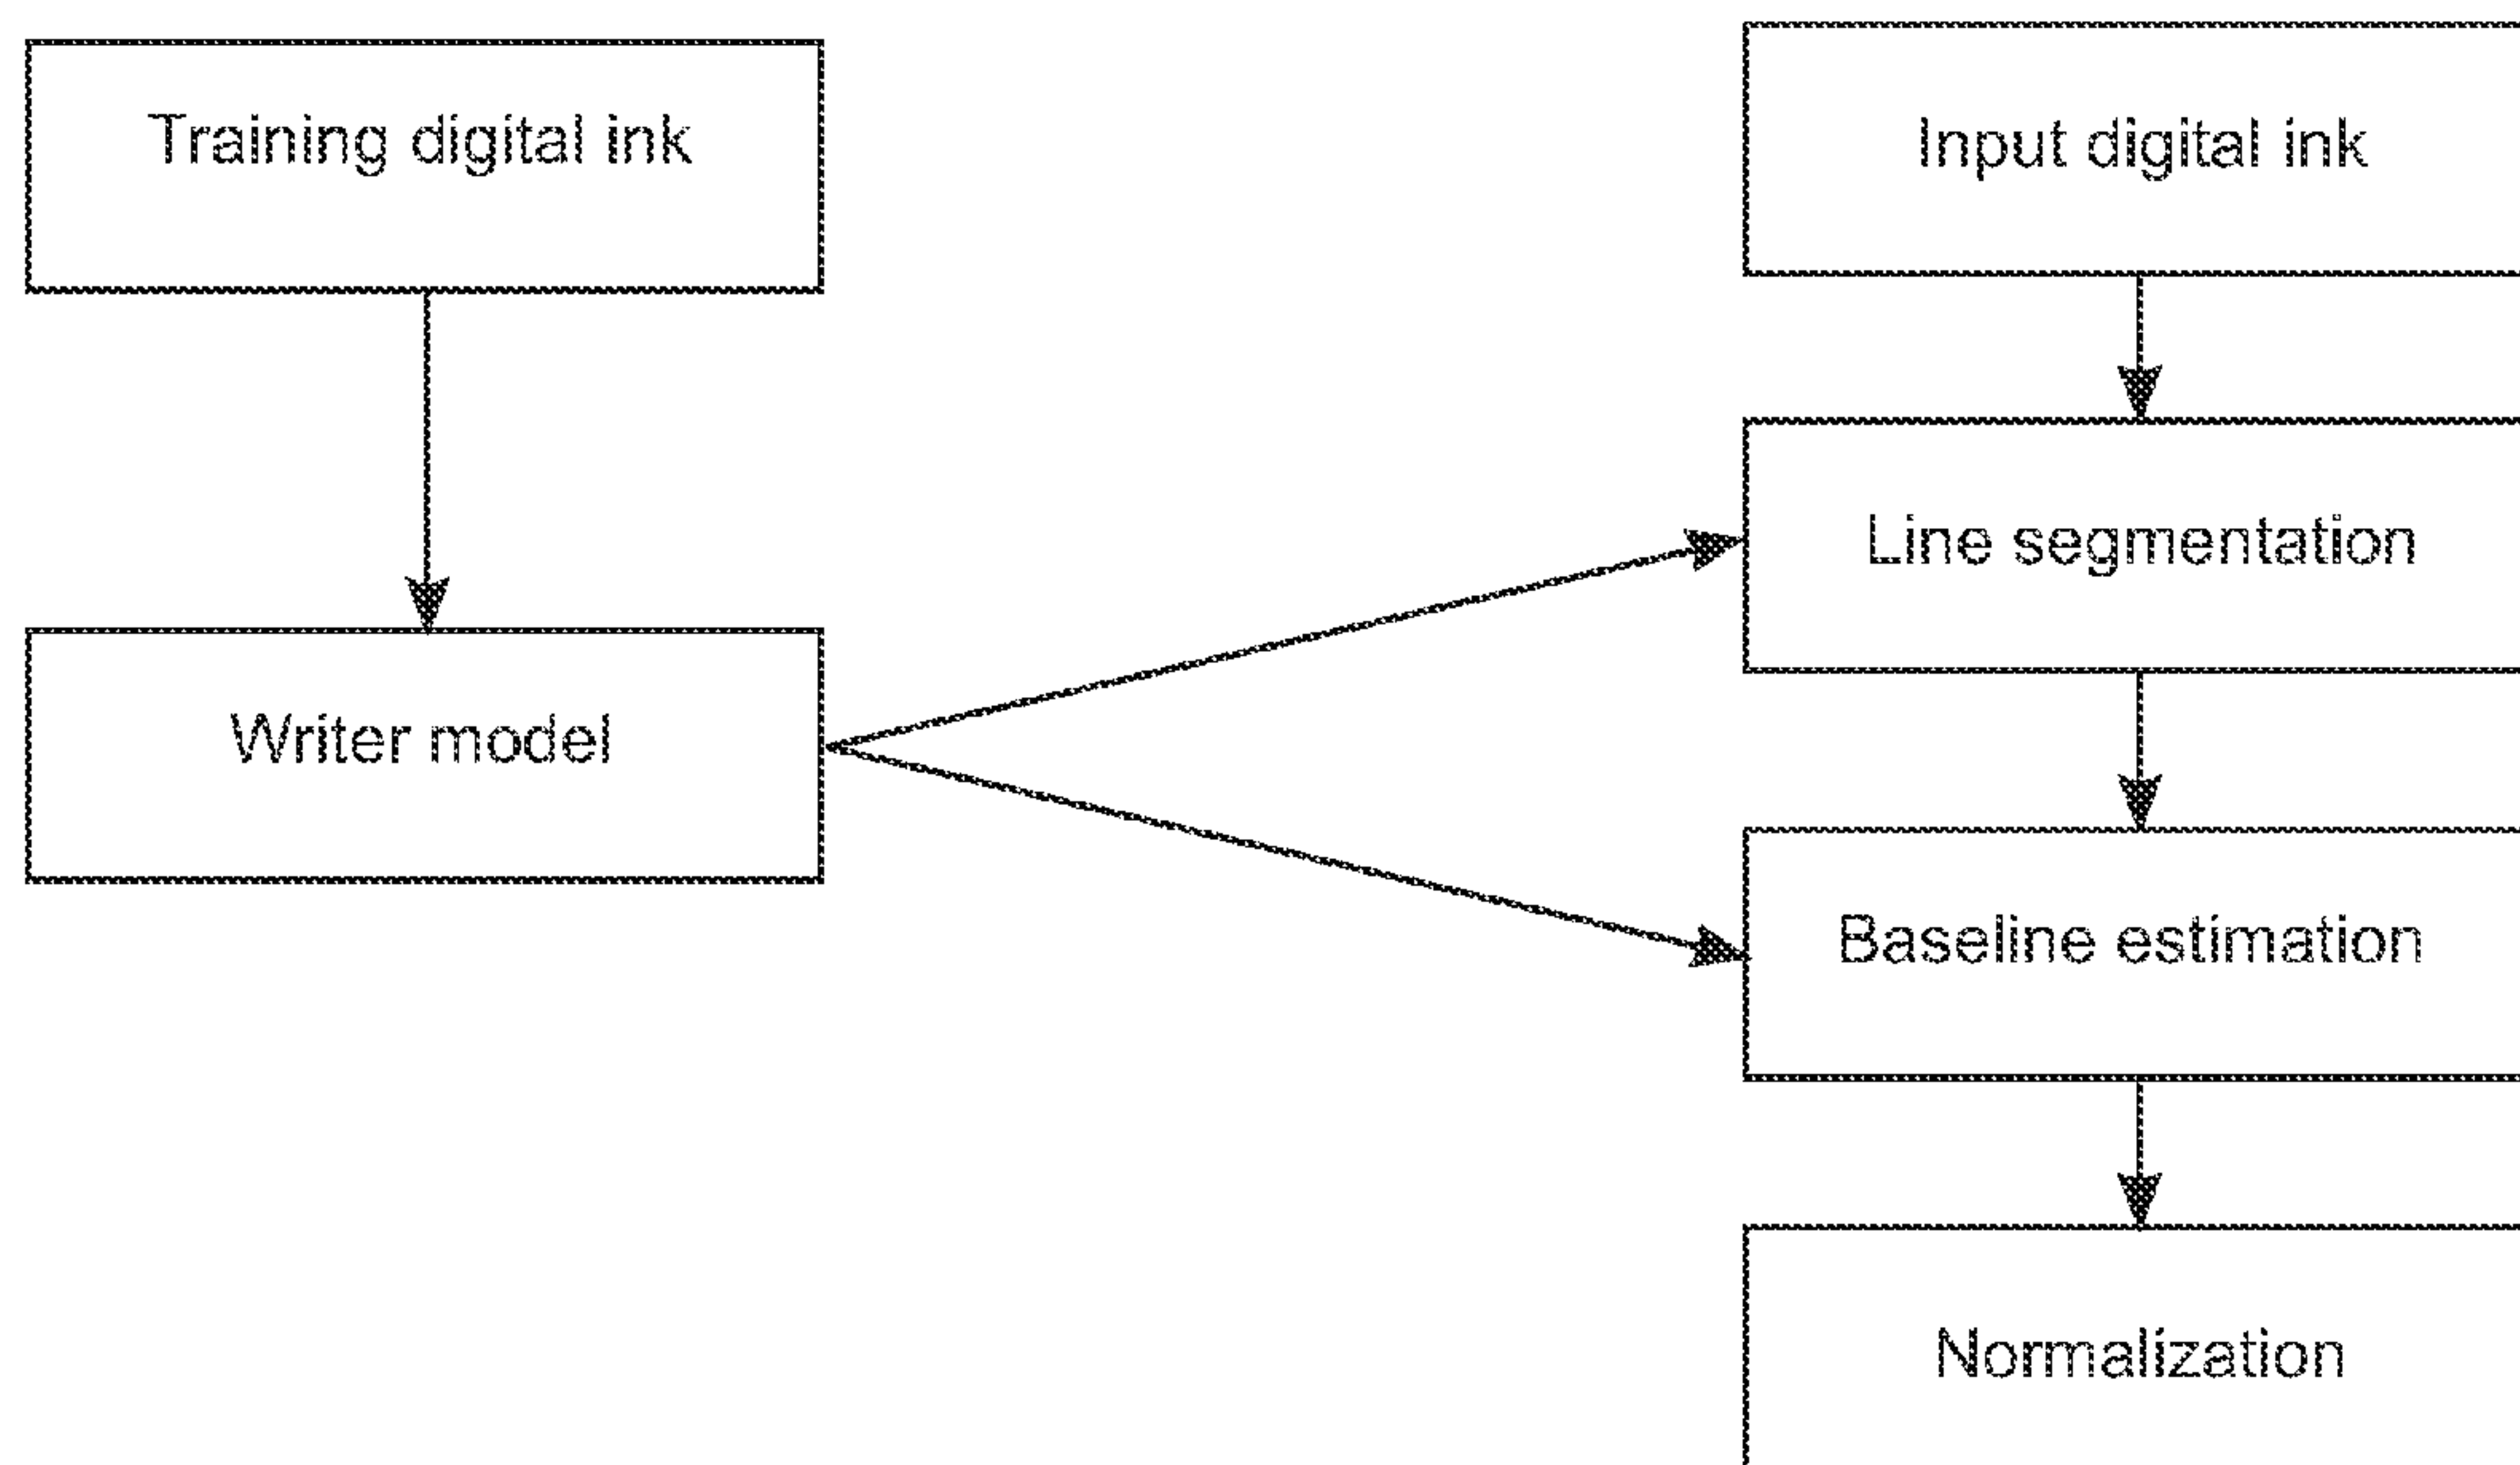 Training digital ink
Input digital ink
Line segmentation
Writer model
Baseline estimation
Normalization